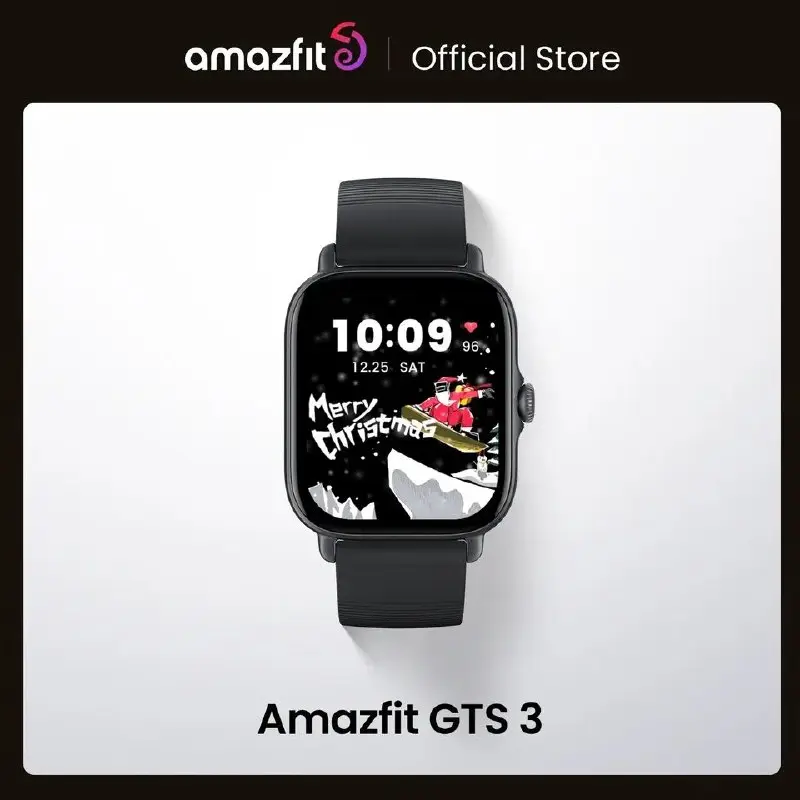 amazfit | Official Store
10:09
96
12.25 SAT
Merry
Christmas
Amazfit GTS 3